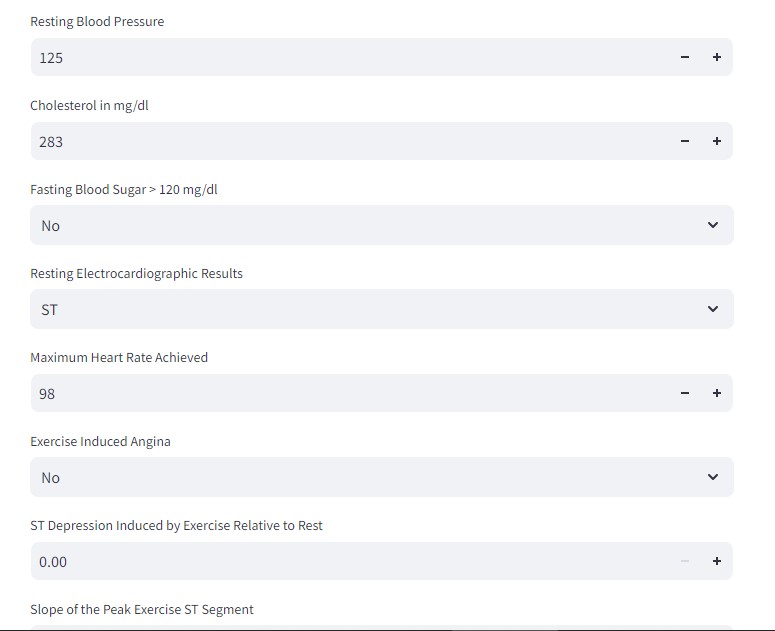 Resting Blood Pressure
125
Cholesterol in mg/dl
283
Fasting Blood Sugar > 120 mg/dl
No
Resting Electrocardiographic Results
ST
Maximum Heart Rate Achieved
98
Exercise Induced Angina
No
ST Depression Induced by Exercise Relative to Rest
0.00
Slope of the Peak Exercise ST Segment